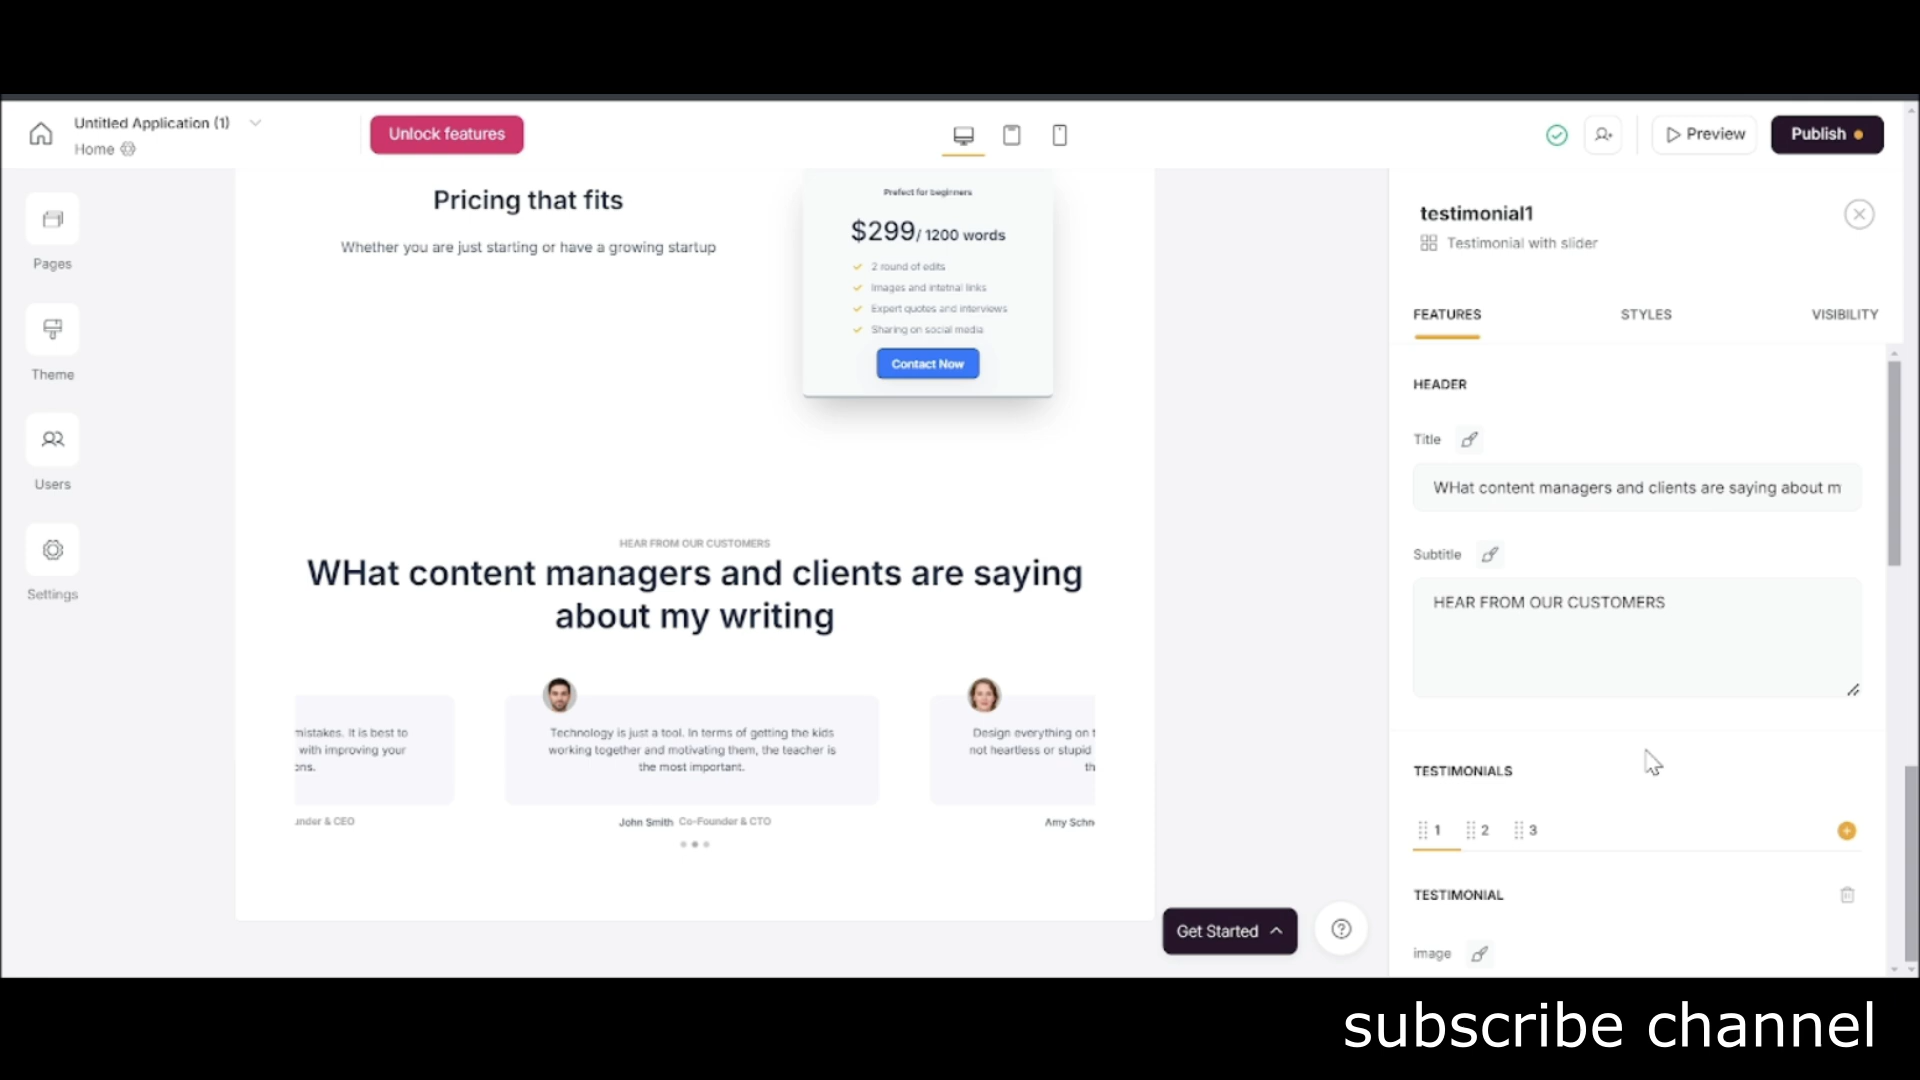 Untitled Application (1)
Home
Unlock features
Preview
Publish
Pages
Theme
Users
Settings
Pricing that fits
Whether you are just starting or have a growing startup
Prefect for beginners
$299/ 1200 words
2 round of edits
Images and intetnal links
Expert quotes and interviews
Sharing on social media
Contact Now
HEAR FROM OUR CUSTOMERS
WHat content managers and clients are saying
about my writing
mistakes. It is best to
with improving your
ons.
under & CEO
Technology is just a tool. In terms of getting the kids
working together and motivating them, the teacher is
the most important.
John Smith Co-Founder & CTO
Design everything on t
not heartless or stupid
th
Amy Schn
Get Started
testimonial1
Testimonial with slider
FEATURES
STYLES
VISIBILITY
HEADER
Title
WHat content managers and clients are saying about m
Subtitle
HEAR FROM OUR CUSTOMERS
TESTIMONIALS
1 2 3
TESTIMONIAL
image
subscribe channel